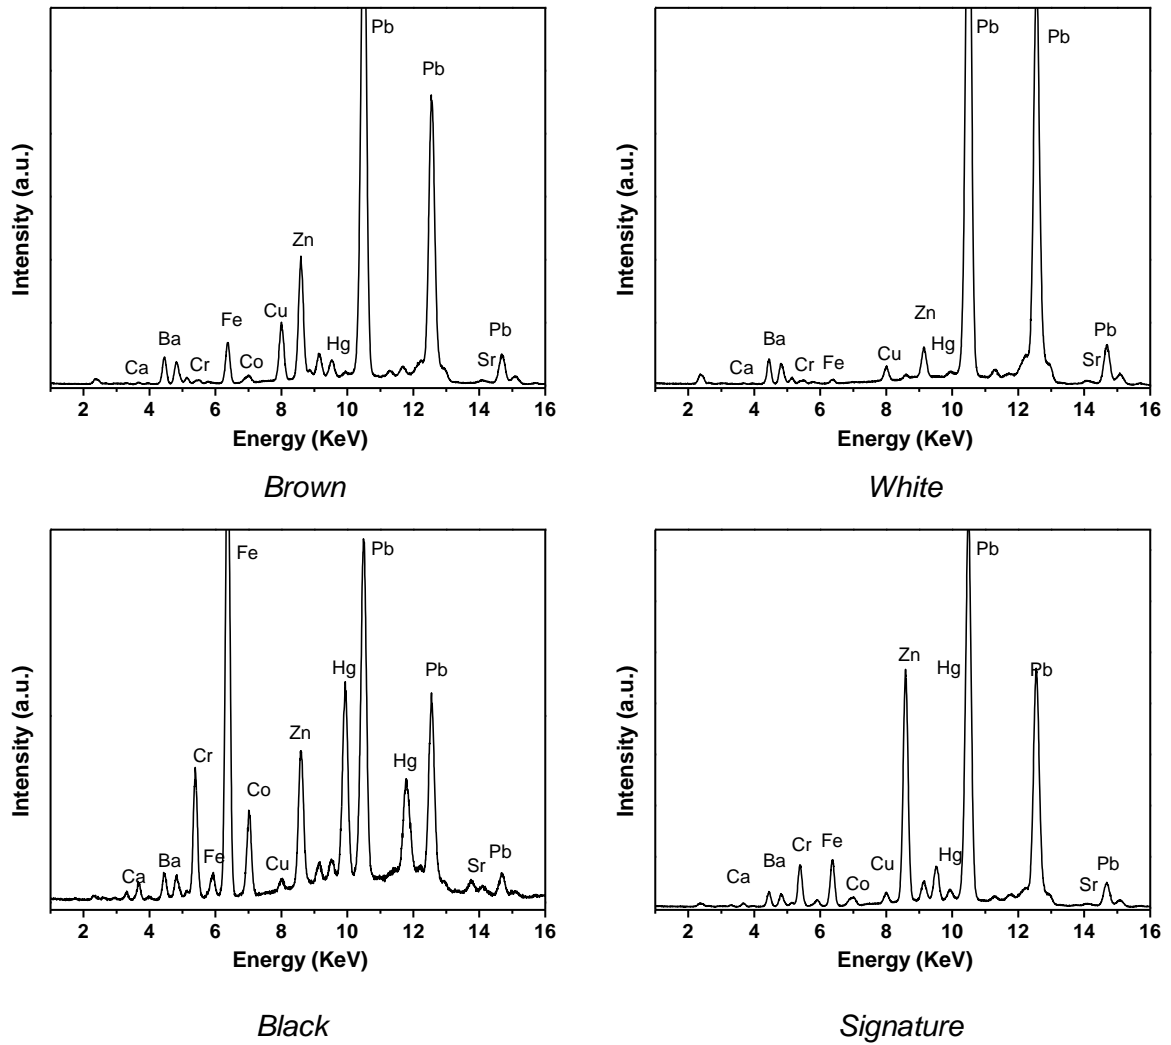 Pb
Pb
Zn
Cu
Fe
Ba
Hg
Pb
Ca
Cr
Co
Sr
Intensity (a.u.)
2 4 6 8 10 12 14 16
Energy (KeV)
Brown
Pb
Pb
Zn
Ba
Hg
Pb
Ca
Cr
Fe
Cu
Sr
Intensity (a.u.)
2 4 6 8 10 12 14 16
Energy (KeV)
White
Fe
Pb
Hg
Pb
Cr
Zn
Hg
Co
Ba
Fe
Cu
Ca
Sr
Pb
Intensity (a.u.)
2 4 6 8 10 12 14 16
Energy (KeV)
Black
Pb
Zn
Hg
Pb
Cr
Fe
Ba
Cu
Hg
Ca
Co
Pb
Sr
Intensity (a.u.)
2 4 6 8 10 12 14 16
Energy (KeV)
Signature